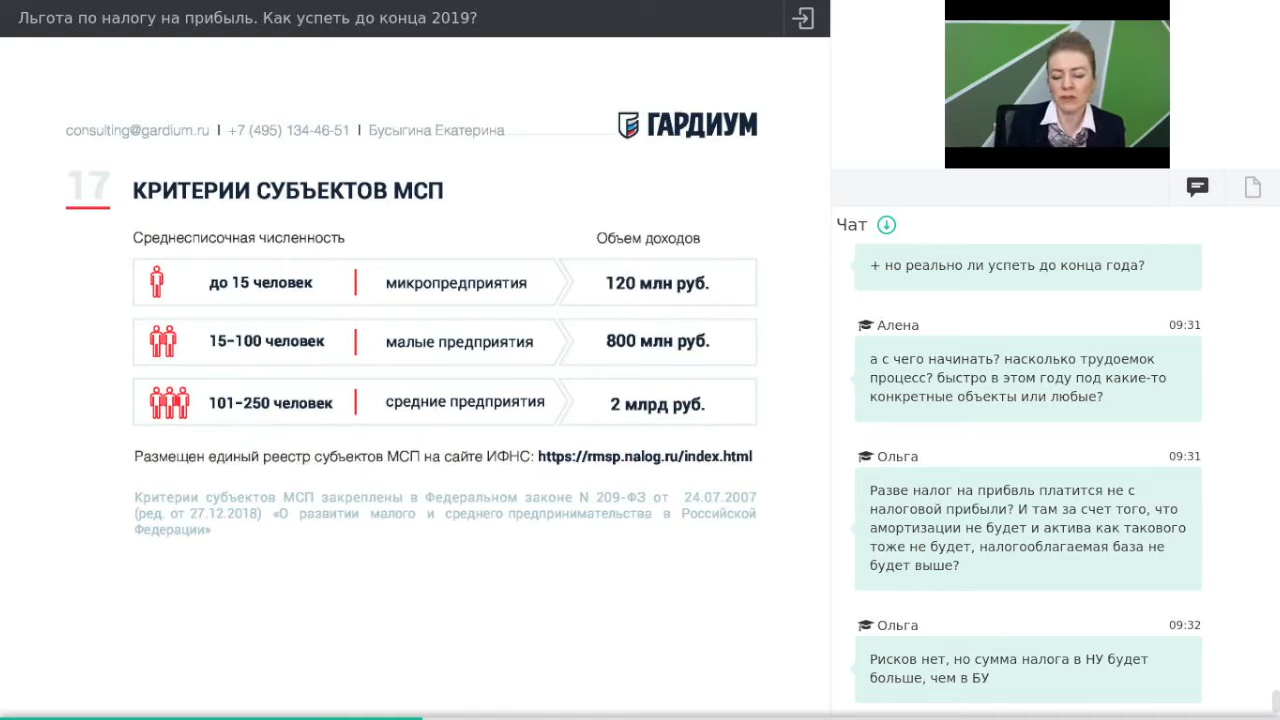 Льгота по налогу на прибыль. Как успеть до конца 2019?
consulting@gardium.ru I +7 (495) 134-46-51 I Бусыгина Екатерина
ГАРДИУМ
17 КРИТЕРИИ СУБЪЕКТОВ МСП
Среднесписочная численность Объем доходов
до 15 человек | микропредприятия 120 млн руб.
15-100 человек | малые предприятия 800 млн руб.
101-250 человек | средние предприятия 2 млрд руб.
Размещен единый реестр субъектов МСП на сайте ИФНС: https://rmsp.nalog.ru/index.html
Критерии субъектов МСП закреплены в Федеральном законе N 209-ФЗ от 24.07.2007
(ред. от 27.12.2018) «О развитии малого и среднего предпринимательства в Российской
Федерации»
Чат
+ но реально ли успеть до конца года?
Алена 09:31
а с чего начинать? насколько трудоемок
процесс? быстро в этом году под какие-то
конкретные объекты или любые?
Ольга 09:31
Разве налог на прибвль платится не с
налоговой прибыли? И там за счет того, что
амортизации не будет и актива как такового
тоже не будет, налогооблагаемая база не
будет выше?
Ольга 09:32
Рисков нет, но сумма налога в НУ будет
больше, чем в БУ